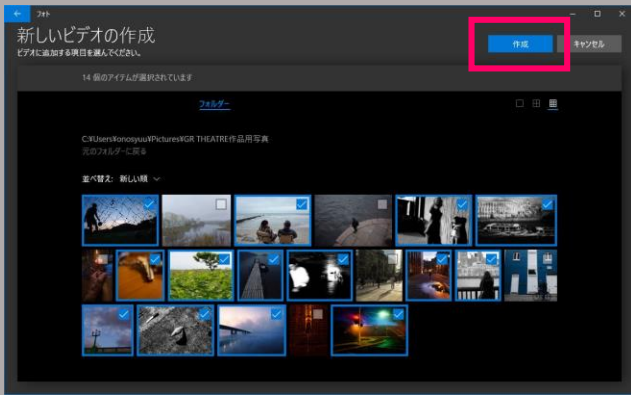 フォト
新しいビデオの作成
ビデオに追加する項目を選んでください。
作成
キャンセル
14 個のアイテムが選択されています
フォルダー
C:¥Users¥onosyuu¥Pictures¥GR THEATRE作品用写真
元のフォルダーに戻る
並べ替え: 新しい順